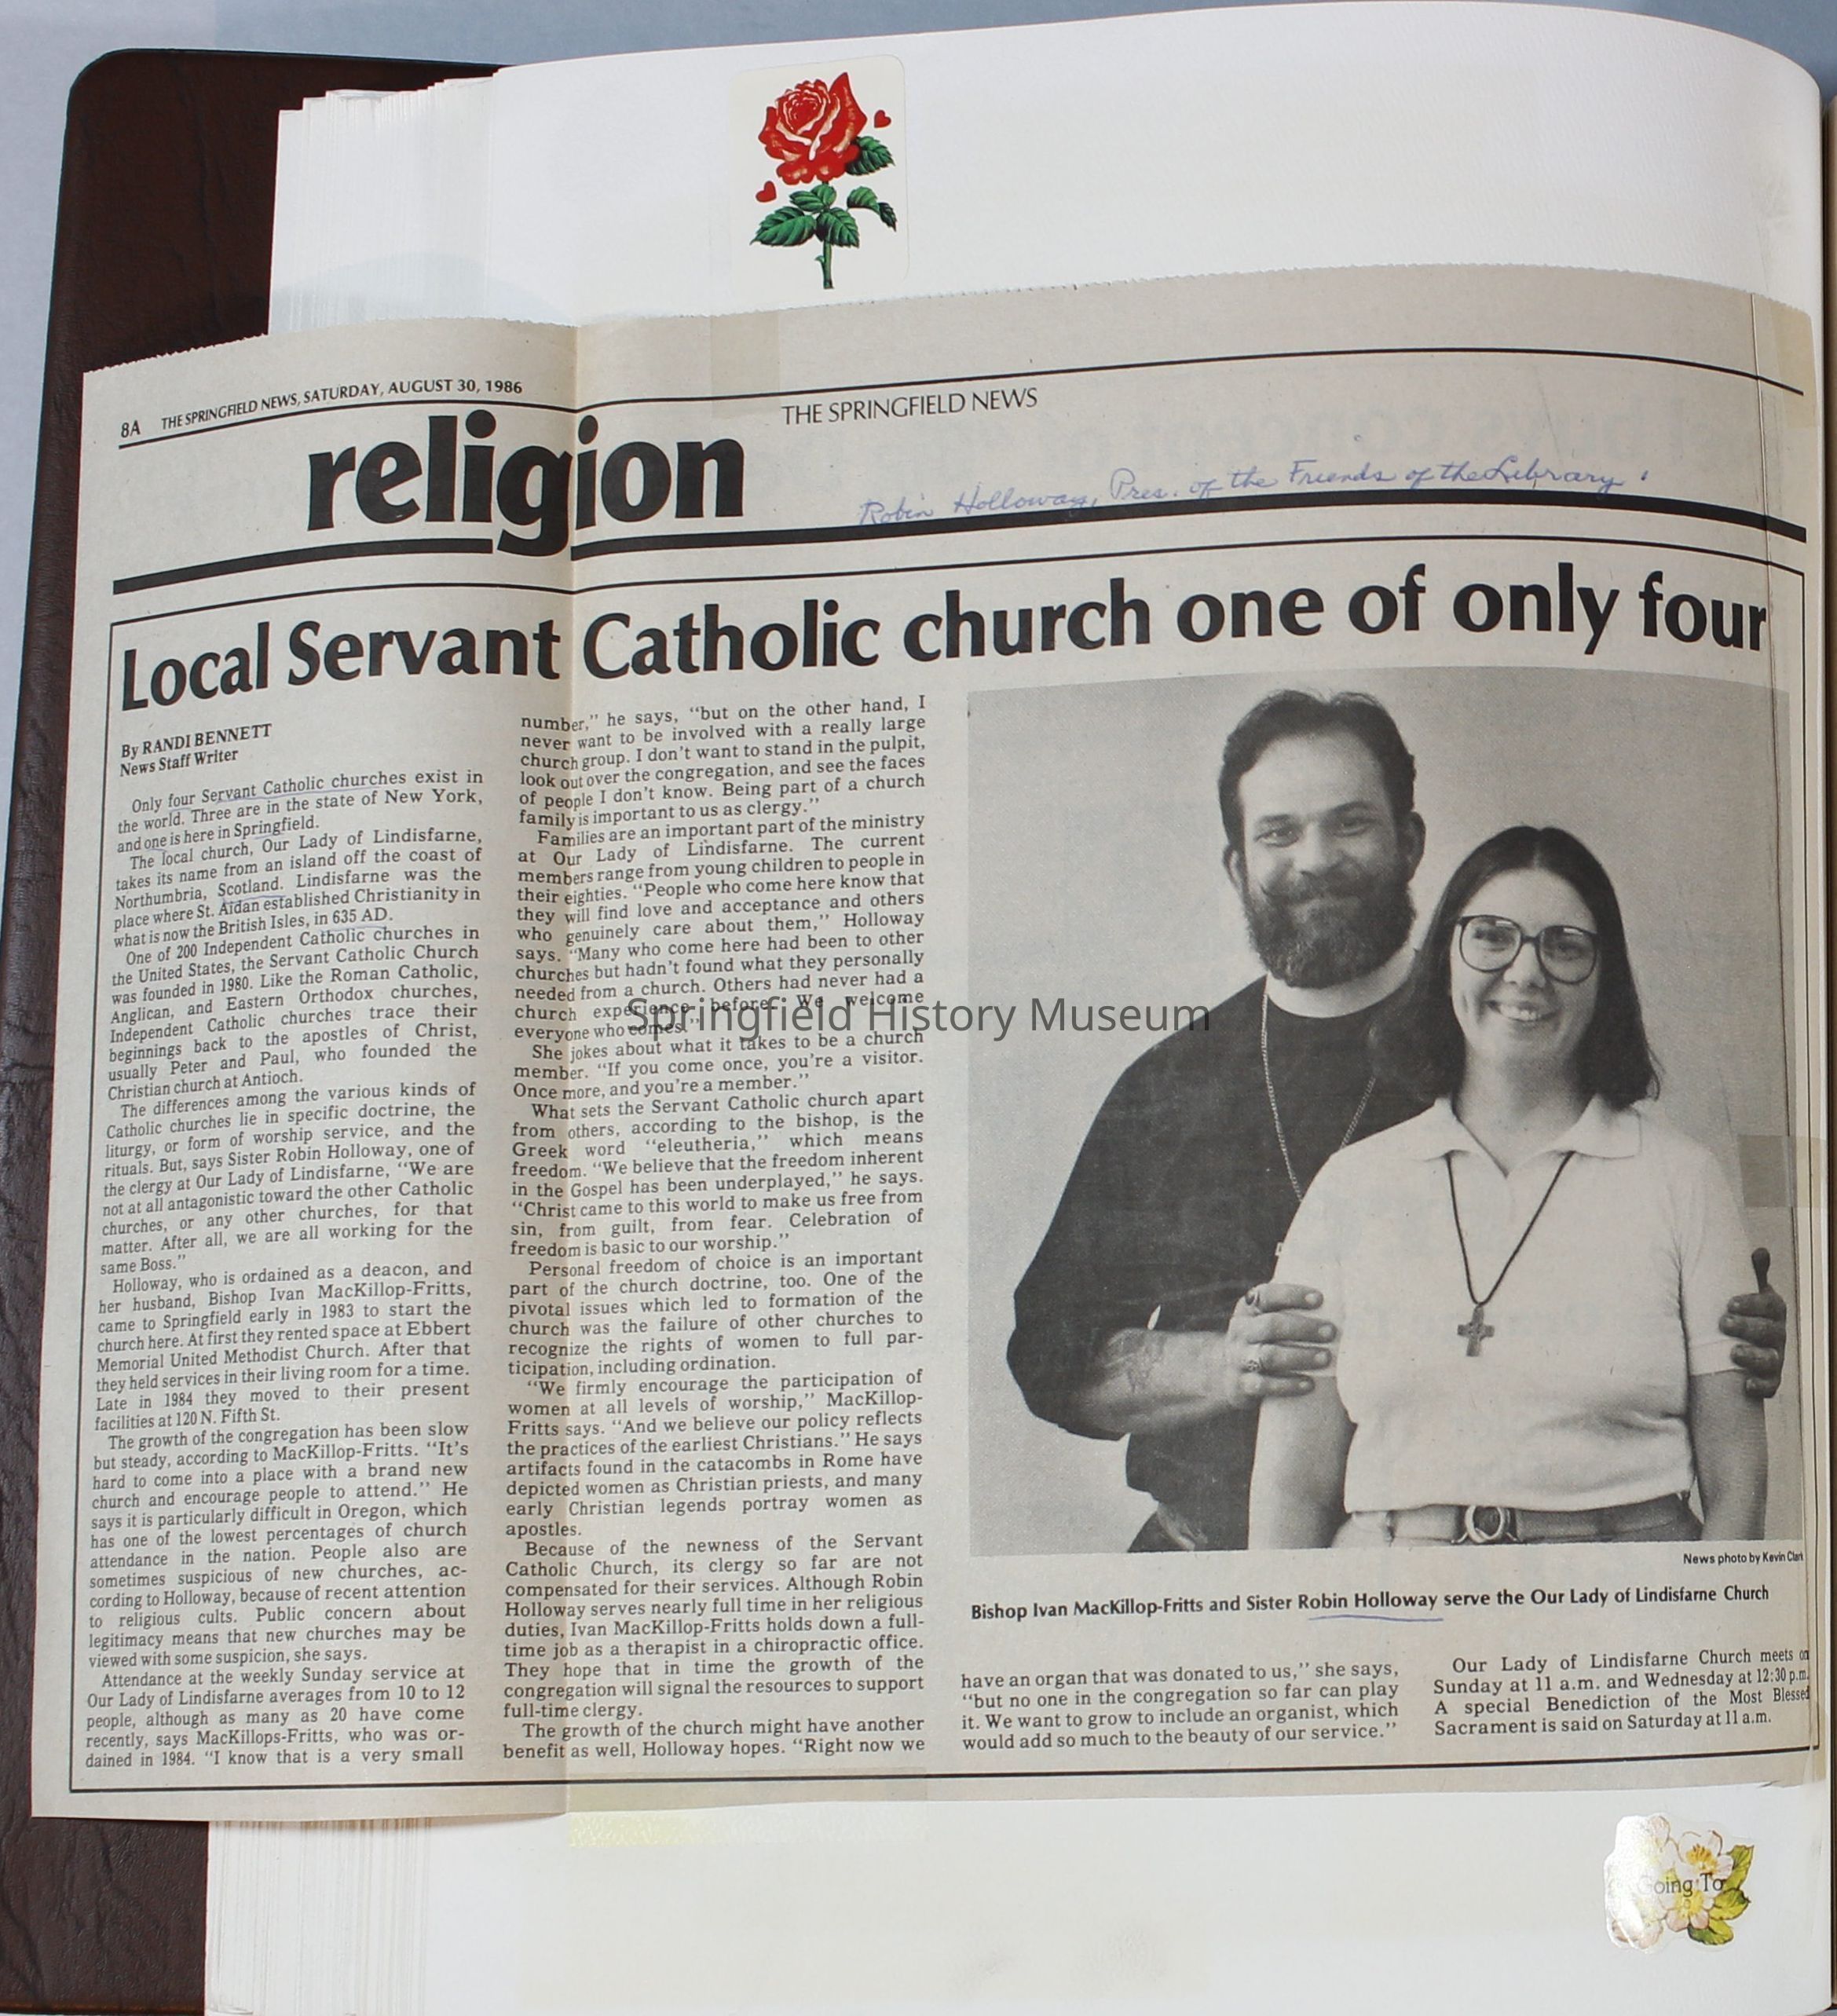 8A THE SPRINGFIELD NEWS, SATURDAY, AUGUST 30, 1986
THE SPRINGFIELD NEWS
religion
Robin Holloway, Pres. of the Friends of the Library.
Local Servant Catholic church one of only four
By RANDI BENNETT
News Staff Writer
Only four Servant Catholic churches exist in
the world. Three are in the state of New York,
and one is here in Springfield.
The local church, Our Lady of Lindisfarne,
takes its name from an island off the coast of
Northumbria, Scotland. Lindisfarne was the
place where St. Aidan established Christianity in
what is now the British Isles, in 635 AD.
One of 200 Independent Catholic churches in
the United States, the Servant Catholic Church
was founded in 1980. Like the Roman Catholic,
Anglican, and Eastern Orthodox churches,
Independent Catholic churches trace their
beginnings back to the apostles of Christ,
usually Peter and Paul, who founded the
Christian church at Antioch.
The differences among the various kinds of
Catholic churches lie in specific doctrine, the
liturgy, or form of worship service, and the
rituals. But, says Sister Robin Holloway, one of
the clergy at Our Lady of Lindisfarne, "We are
not at all antagonistic toward the other Catholic
churches, or any other churches, for that
matter. After all, we are all working for the
same Boss."
Holloway, who is ordained as a deacon, and
her husband, Bishop Ivan MacKillop-Fritts,
came to Springfield early in 1983 to start the
church here. At first they rented space at Ebbert
Memorial United Methodist Church. After that
they held services in their living room for a time.
Late in 1984 they moved to their present
facilities at 120 N. Fifth St.
The growth of the congregation has been slow
but steady, according to MacKillop-Fritts. "It's
hard to come into a place with a brand new
church and encourage people to attend." He
says it is particularly difficult in Oregon, which
has one of the lowest percentages of church
attendance in the nation. People also are
sometimes suspicious of new churches, ac-
cording to Holloway, because of recent attention
to religious cults. Public concern about
legitimacy means that new churches may be
viewed with some suspicion, she says.
Attendance at the weekly Sunday service at
Our Lady of Lindisfarne averages from 10 to 12
people, although as many as 20 have come
recently, says MacKillops-Fritts, who was or-
dained in 1984. "I know that is a very small
number," he says, "but on the other hand, I
never want to be involved with a really large
church group. I don't want to stand in the pulpit,
look out over the congregation, and see the faces
of people I don't know. Being part of a church
family is important to us as clergy."
Families are an important part of the ministry
at Our Lady of Lindisfarne. The current
members range from young children to people in
their eighties. "People who come here know that
they will find love and acceptance and others
who genuinely care about them," Holloway
says. "Many who come here had been to other
churches but hadn't found what they personally
needed from a church. Others had never had a
church experience before. We welcome
everyone who comes."
She jokes about what it takes to be a church
member. "If you come once, you're a visitor.
Once more, and you're a member."
What sets the Servant Catholic church apart
from others, according to the bishop, is the
Greek word "eleutheria," which means
freedom. "We believe that the freedom inherent
in the Gospel has been underplayed," he says.
"Christ came to this world to make us free from
sin, from guilt, from fear. Celebration of
freedom is basic to our worship."
Personal freedom of choice is an important
part of the church doctrine, too. One of the
pivotal issues which led to formation of the
church was the failure of other churches to
recognize the rights of women to full par-
ticipation, including ordination.
"We firmly encourage the participation of
women at all levels of worship," MacKillop-
Fritts says. "And we believe our policy reflects
the practices of the earliest Christians." He says
artifacts found in the catacombs in Rome have
depicted women as Christian priests, and many
early Christian legends portray women as
apostles.
Because of the newness of the Servant
Catholic Church, its clergy so far are not
compensated for their services. Although Robin
Holloway serves nearly full time in her religious
duties, Ivan MacKillop-Fritts holds down a full-
time job as a therapist in a chiropractic office.
They hope that in time the growth of the
congregation will signal the resources to support
full-time clergy.
The growth of the church might have another
benefit as well, Holloway hopes. "Right now we
News photo by Kevin Clark
Bishop Ivan MacKillop-Fritts and Sister Robin Holloway serve the Our Lady of Lindisfarne Church
have an organ that was donated to us," she says,
"but no one in the congregation so far can play
it. We want to grow to include an organist, which
would add so much to the beauty of our service."
Our Lady of Lindisfarne Church meets on
Sunday at 11 a.m. and Wednesday at 12:30 p.m.
A special Benediction of the Most Blessed
Sacrament is said on Saturday at 11 a.m.
Springfield History Museum
Going To